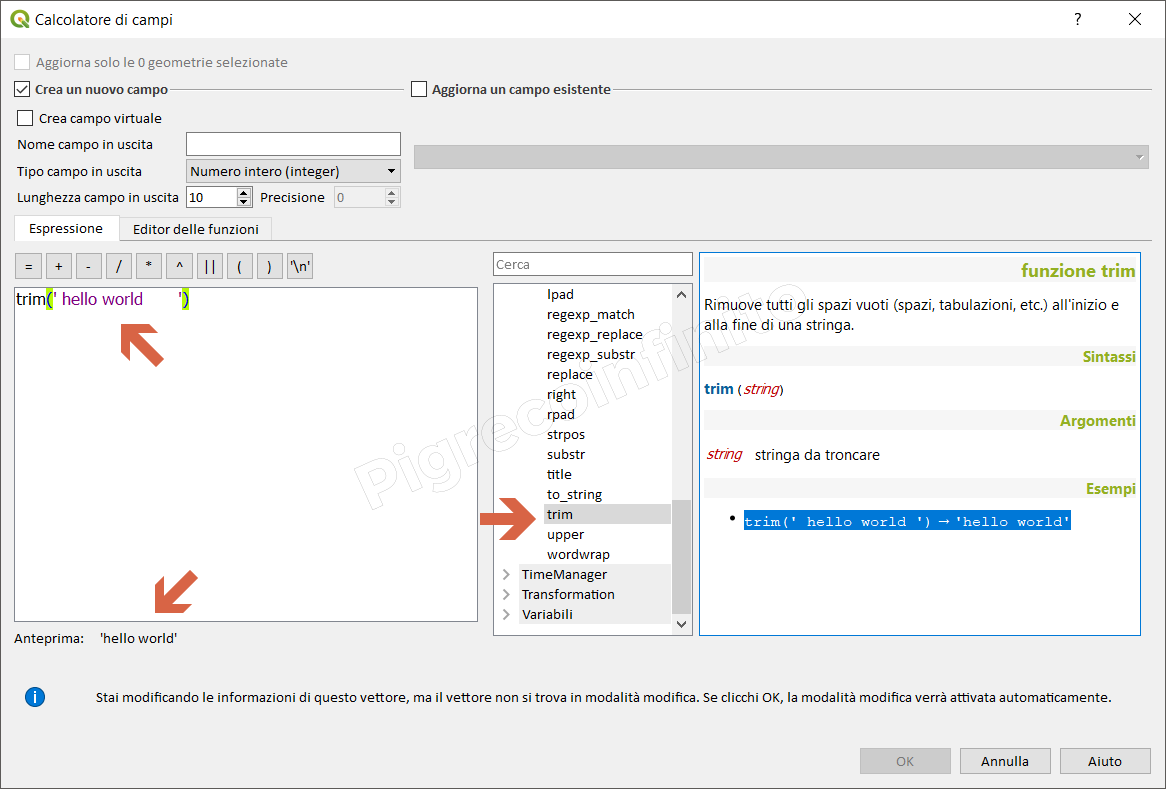 Calcolatore di campi
?
Aggiorna solo le 0 geometrie selezionate
Crea un nuovo campo
Aggiorna un campo esistente
Crea campo virtuale
Nome campo in uscita
Tipo campo in uscita
Numero intero (integer)
Lunghezza campo in uscita
10
Precisione
0
Espressione
Editor delle funzioni
= + - / * ^ || ( ) '\n'
trim(' hello world      ')
Anteprima: 'hello world'
Cerca
lpad
regexp_match
regexp_replace
regexp_substr
replace
right
rpad
strpos
substr
title
to_string
trim
upper
wordwrap
TimeManager
Transformation
Variabili
funzione trim
Rimuove tutti gli spazi vuoti (spazi, tabulazioni, etc.) all'inizio e
alla fine di una stringa.
Sintassi
trim (string)
Argomenti
string stringa da troncare
Esempi
• trim(' hello world ') → 'hello world'
Pigrecoinfinito
i
Stai modificando le informazioni di questo vettore, ma il vettore non si trova in modalità modifica. Se clicchi OK, la modalità modifica verrà attivata automaticamente.
OK
Annulla
Aiuto